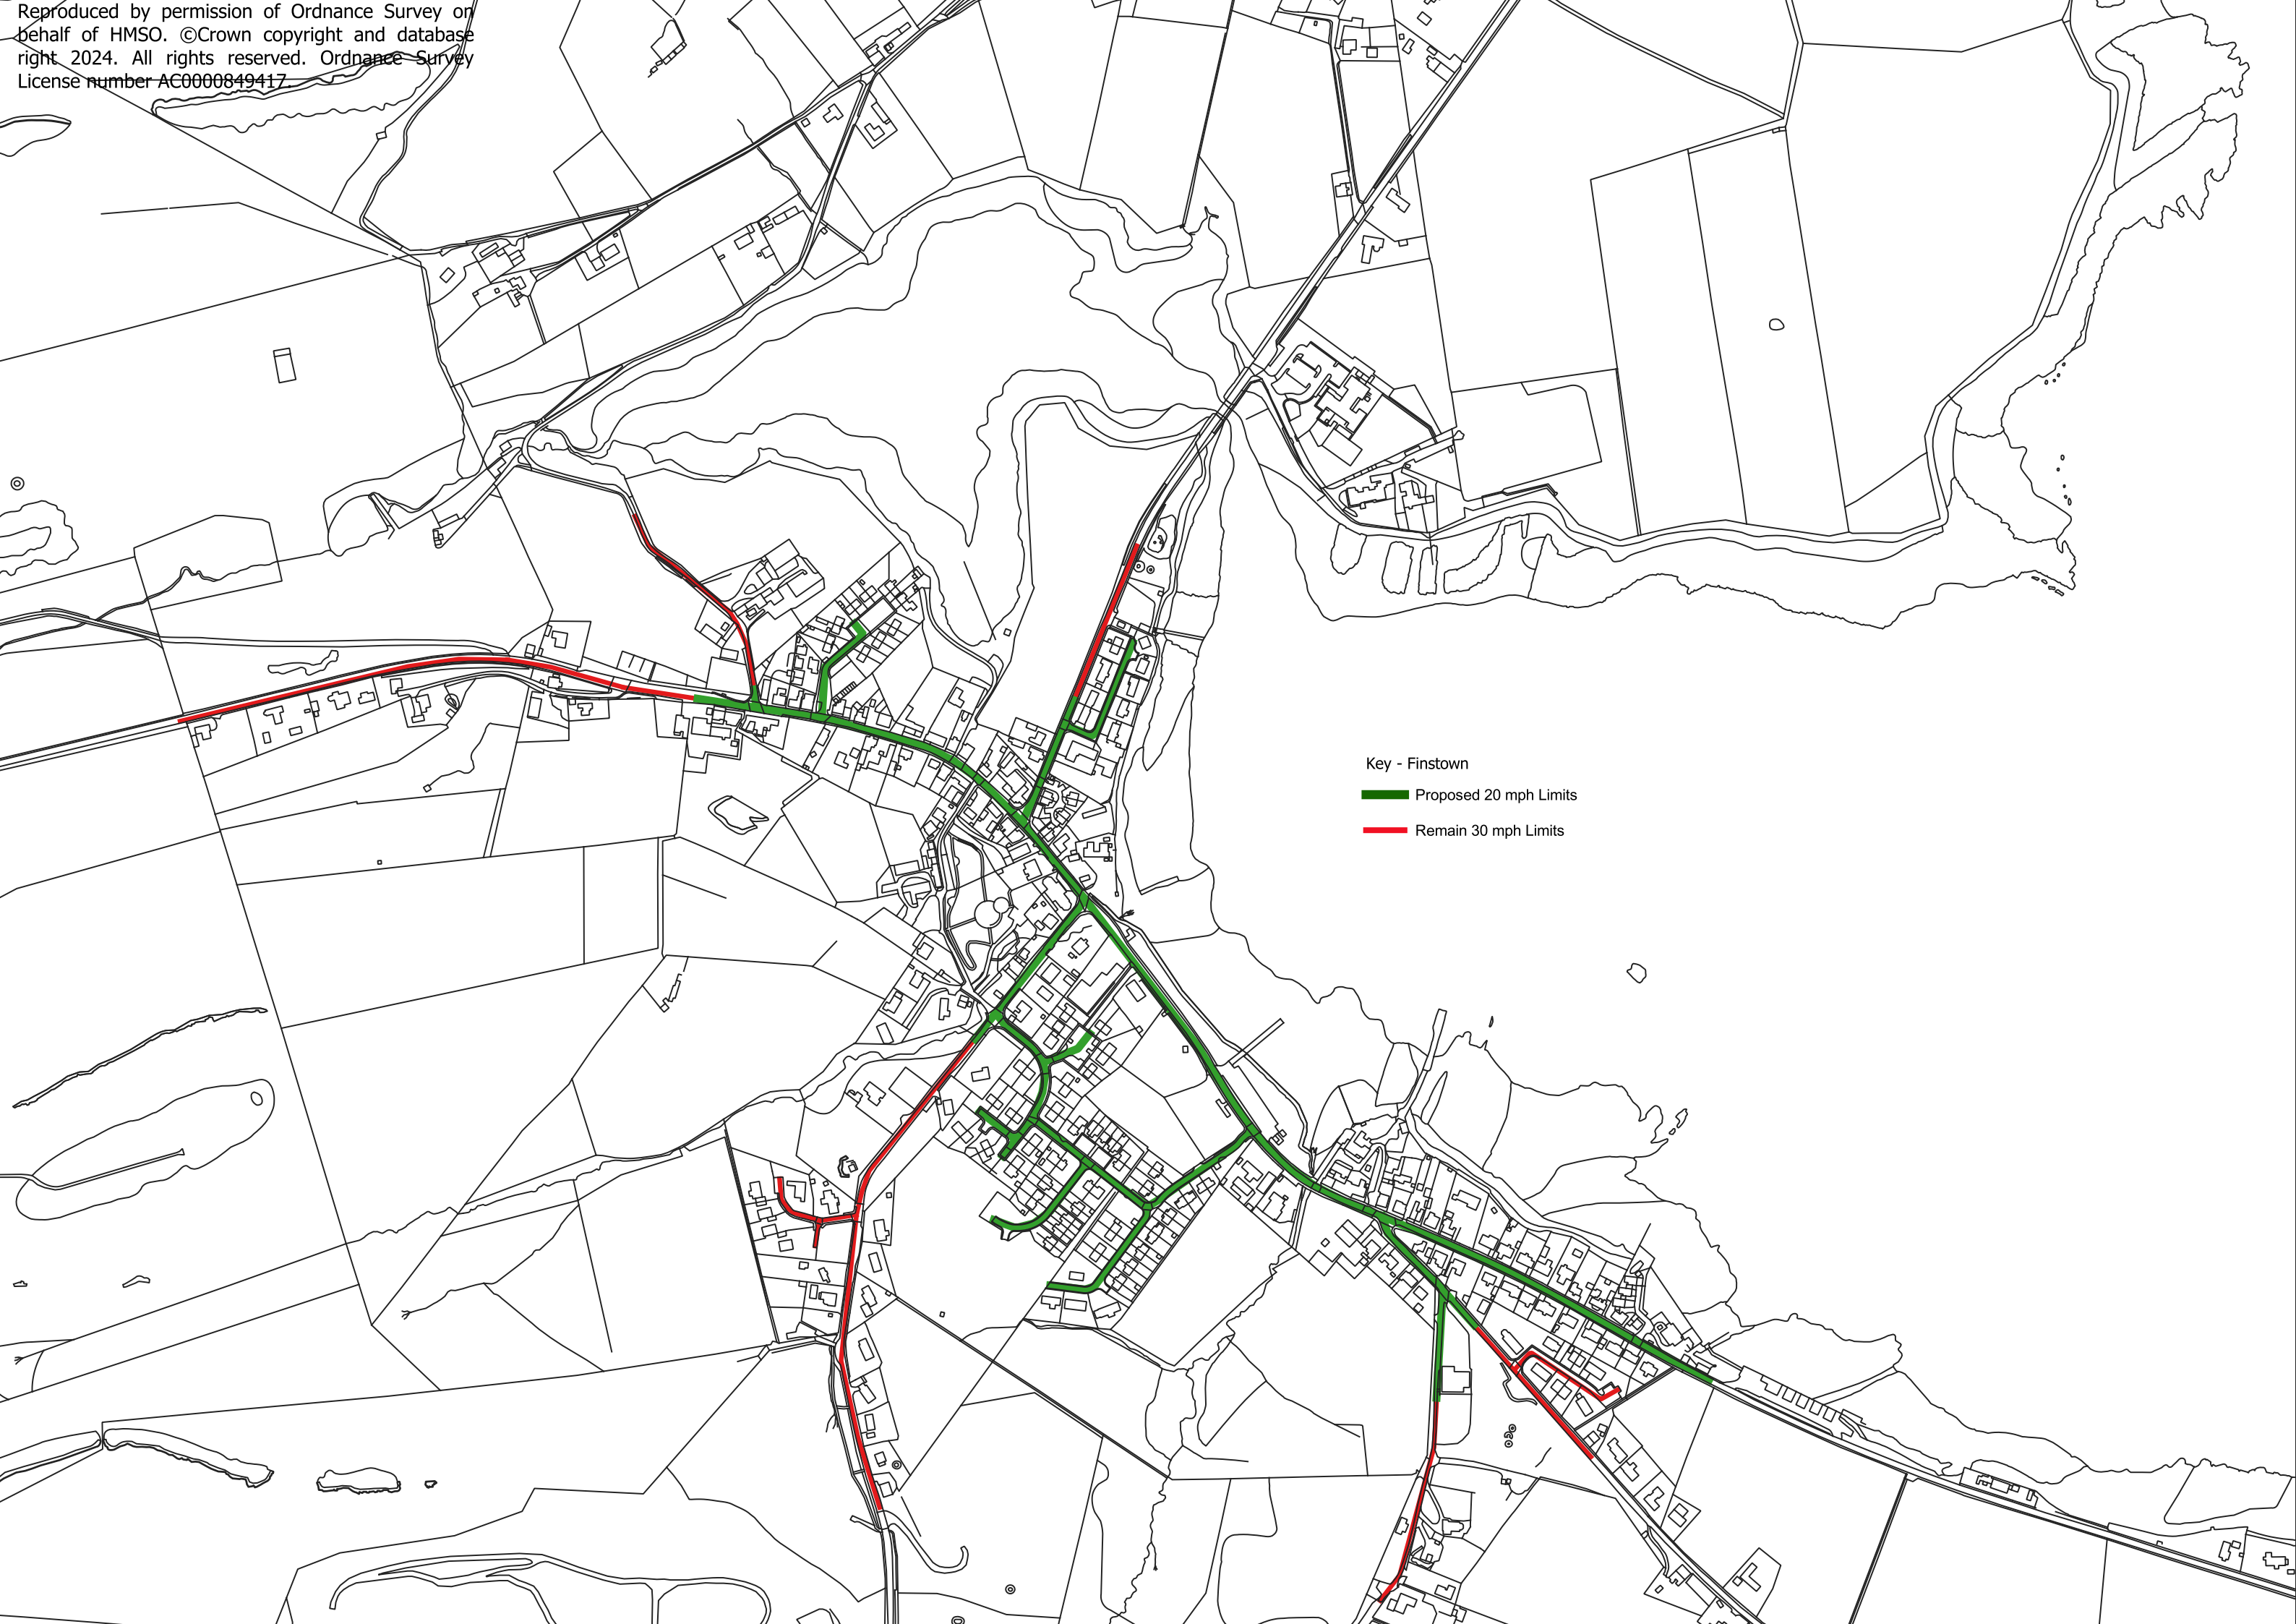 Reproduced by permission of Ordnance Survey on
behalf of HMSO. ©Crown copyright and database
right 2024. All rights reserved. Ordnance Survey
License number AC0000849417.
Key - Finstown
Proposed 20 mph Limits
Remain 30 mph Limits